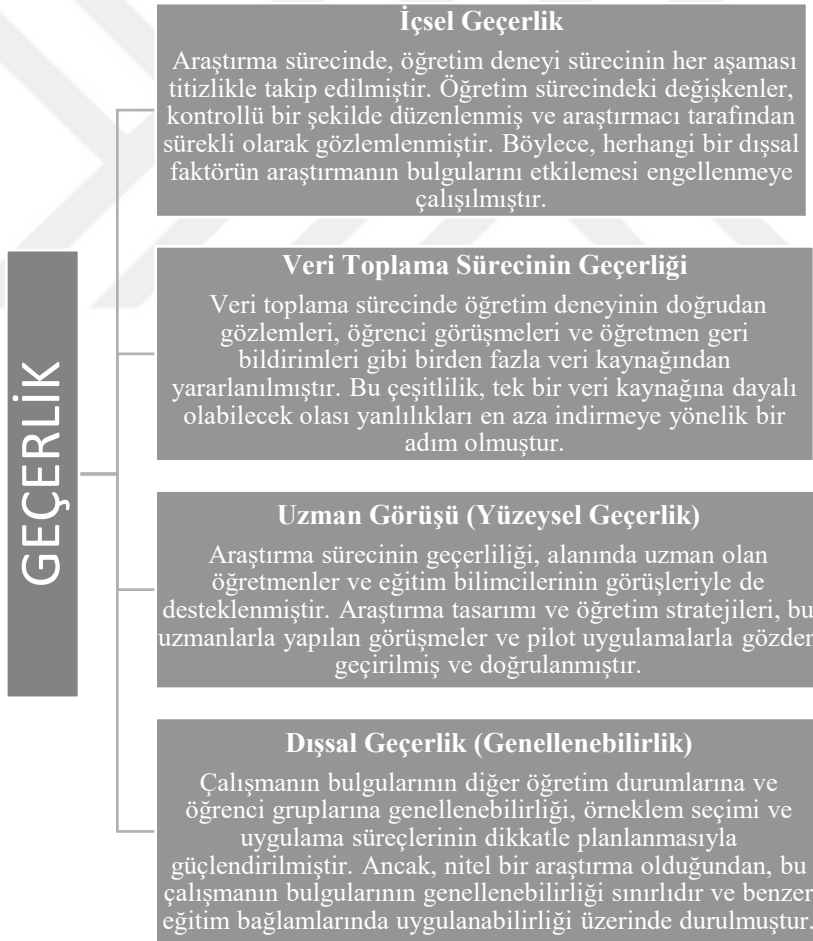 GEÇERLİK
İçsel Geçerlik
Araştırma sürecinde, öğretim deneyi sürecinin her aşaması
titizlikle takip edilmiştir. Öğretim sürecindeki değişkenler,
kontrollü bir şekilde düzenlenmiş ve araştırmacı tarafından
sürekli olarak gözlemlenmiştir. Böylece, herhangi bir dışsal
faktörün araştırmanın bulgularını etkilemesi engellenmeye
çalışılmıştır.
Veri Toplama Sürecinin Geçerliği
Veri toplama sürecinde öğretim deneyinin doğrudan
gözlemleri, öğrenci görüşmeleri ve öğretmen geri
bildirimleri gibi birden fazla veri kaynağından
yararlanılmıştır. Bu çeşitlilik, tek bir veri kaynağına dayalı
olabilecek olası yanlılıkları en aza indirmeye yönelik bir
adım olmuştur.
Uzman Görüşü (Yüzeysel Geçerlik)
Araştırma sürecinin geçerliliği, alanında uzman olan
öğretmenler ve eğitim bilimcilerinin görüşleriyle de
desteklenmiştir. Araştırma tasarımı ve öğretim stratejileri, bu
uzmanlarla yapılan görüşmeler ve pilot uygulamalarla gözden
geçirilmiş ve doğrulanmıştır.
Dışsal Geçerlik (Genellenebilirlik)
Çalışmanın bulgularının diğer öğretim durumlarına ve
öğrenci gruplarına genellenebilirliği, örneklem seçimi ve
uygulama süreçlerinin dikkatle planlanmasıyla
güçlendirilmiştir. Ancak, nitel bir araştırma olduğundan, bu
çalışmanın bulgularının genellenebilirliği sınırlıdır ve benzer
eğitim bağlamlarında uygulanabilirliği üzerinde durulmuştur.